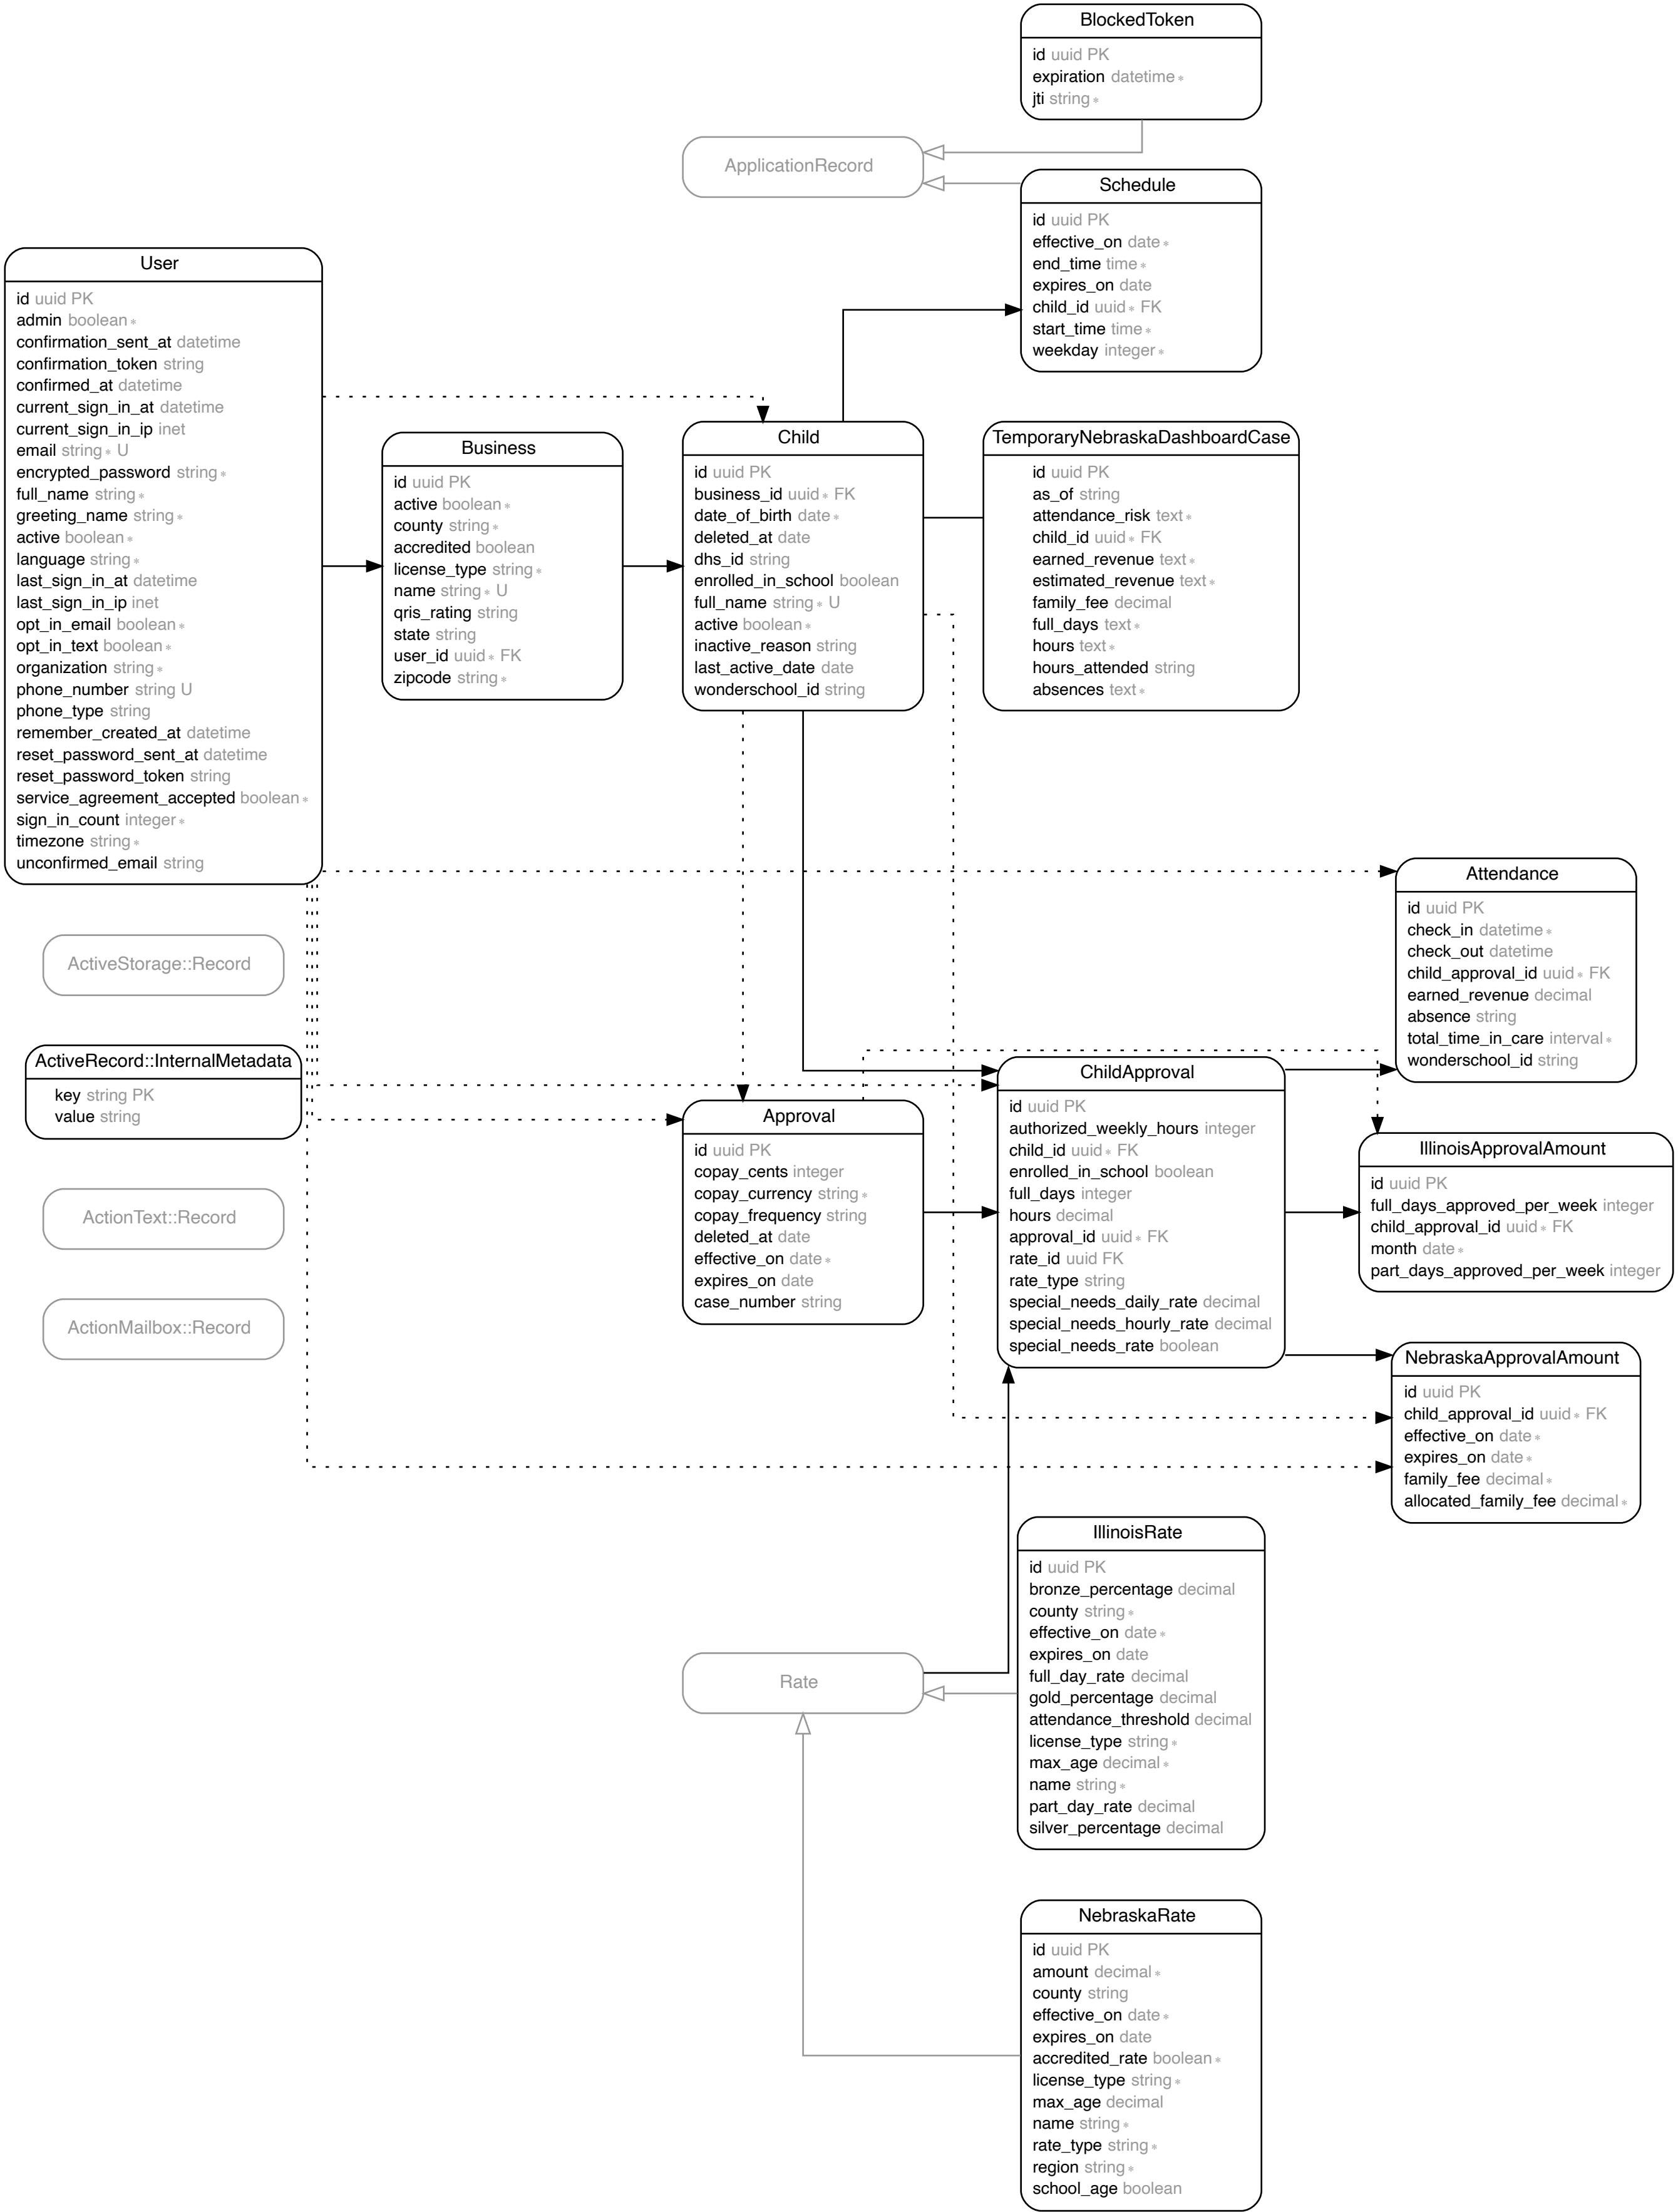 BlockedToken
id uuid PK
expiration datetime *
jti string *
ApplicationRecord
Schedule
id uuid PK
effective_on date *
end_time time *
expires_on date
child_id uuid * FK
start_time time *
weekday integer *
User
id uuid PK
admin boolean *
confirmation_sent_at datetime
confirmation_token string
confirmed_at datetime
current_sign_in_at datetime
current_sign_in_ip inet
email string * U
encrypted_password string *
full_name string *
greeting_name string *
active boolean *
language string *
last_sign_in_at datetime
last_sign_in_ip inet
opt_in_email boolean *
opt_in_text boolean *
organization string *
phone_number string U
phone_type string
remember_created_at datetime
reset_password_sent_at datetime
reset_password_token string
service_agreement_accepted boolean *
sign_in_count integer *
timezone string *
unconfirmed_email string
Business
id uuid PK
active boolean *
county string *
accredited boolean
license_type string *
name string * U
qris_rating string
state string
user_id uuid * FK
zipcode string *
Child
id uuid PK
business_id uuid * FK
date_of_birth date *
deleted_at date
dhs_id string
enrolled_in_school boolean
full_name string * U
active boolean *
inactive_reason string
last_active_date date
wonderschool_id string
TemporaryNebraskaDashboardCase
id uuid PK
as_of string
attendance_risk text *
child_id uuid * FK
earned_revenue text *
estimated_revenue text *
family_fee decimal
full_days text *
hours text *
hours_attended string
absences text *
Attendance
id uuid PK
check_in datetime *
check_out datetime
child_approval_id uuid * FK
earned_revenue decimal
absence string
total_time_in_care interval *
wonderschool_id string
ActiveStorage::Record
ActiveRecord::InternalMetadata
key string PK
value string
ActionText::Record
ActionMailbox::Record
Approval
id uuid PK
copay_cents integer
copay_currency string *
copay_frequency string
deleted_at date
effective_on date *
expires_on date
case_number string
ChildApproval
id uuid PK
authorized_weekly_hours integer
child_id uuid * FK
enrolled_in_school boolean
full_days integer
hours decimal
approval_id uuid * FK
rate_id uuid FK
rate_type string
special_needs_daily_rate decimal
special_needs_hourly_rate decimal
special_needs_rate boolean
IllinoisApprovalAmount
id uuid PK
full_days_approved_per_week integer
child_approval_id uuid * FK
month date *
part_days_approved_per_week integer
NebraskaApprovalAmount
id uuid PK
child_approval_id uuid * FK
effective_on date *
expires_on date *
family_fee decimal *
allocated_family_fee decimal *
Rate
IllinoisRate
id uuid PK
bronze_percentage decimal
county string *
effective_on date *
expires_on date
full_day_rate decimal
gold_percentage decimal
attendance_threshold decimal
license_type string *
max_age decimal *
name string *
part_day_rate decimal
silver_percentage decimal
NebraskaRate
id uuid PK
amount decimal *
county string
effective_on date *
expires_on date
accredited_rate boolean *
license_type string *
max_age decimal
name string *
rate_type string *
region string *
school_age boolean